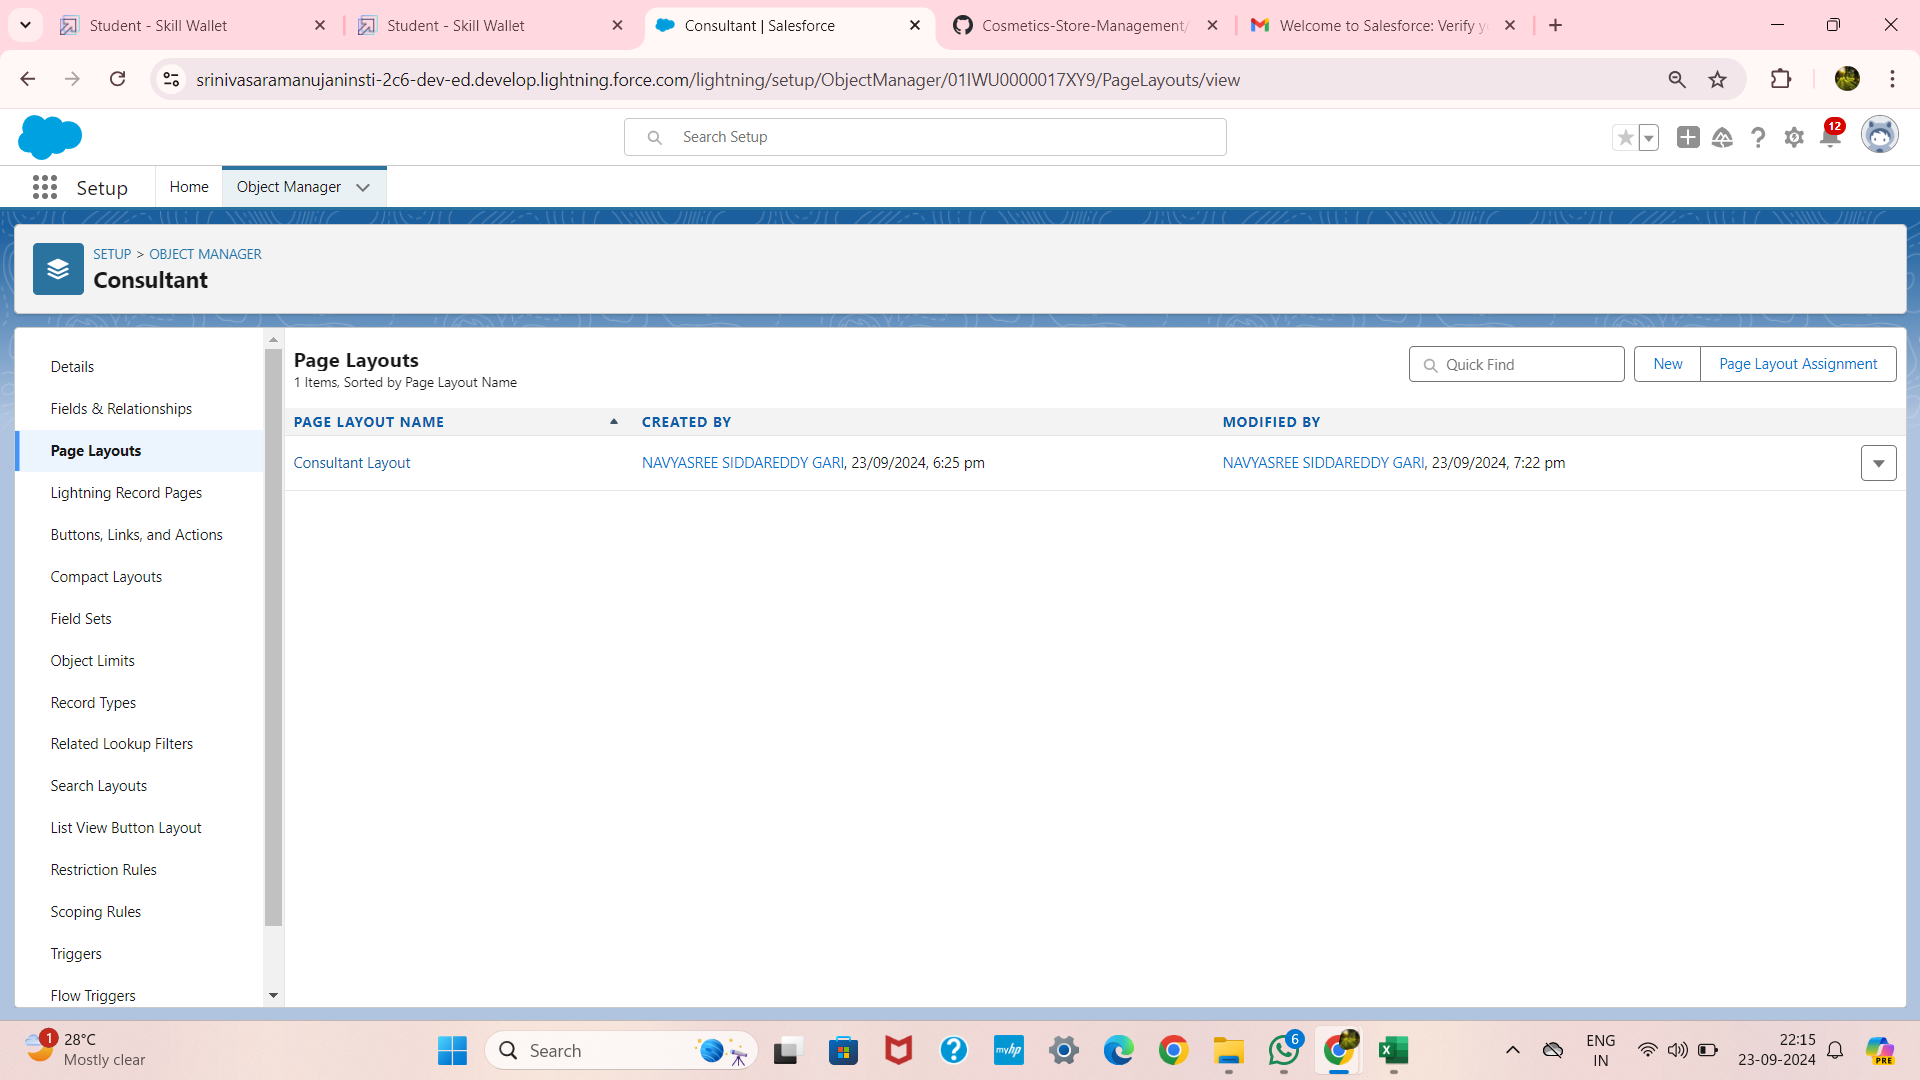 Student - Skill Wallet
Student - Skill Wallet
Consultant | Salesforce
Cosmetics-Store-Management/
Welcome to Salesforce: Verify y
srinivasaramanujaninsti-2c6-dev-ed.develop.lightning.force.com/lightning/setup/ObjectManager/01IWU0000017XY9/PageLayouts/view
Search Setup
12
Setup
Home
Object Manager
SETUP > OBJECT MANAGER
Consultant
Details
Fields & Relationships
Page Layouts
Lightning Record Pages
Buttons, Links, and Actions
Compact Layouts
Field Sets
Object Limits
Record Types
Related Lookup Filters
Search Layouts
List View Button Layout
Restriction Rules
Scoping Rules
Triggers
Flow Triggers
Page Layouts
1 Items, Sorted by Page Layout Name
Quick Find
New
Page Layout Assignment
PAGE LAYOUT NAME
CREATED BY
MODIFIED BY
Consultant Layout
NAVYASREE SIDDAREDDY GARI, 23/09/2024, 6:25 pm
NAVYASREE SIDDAREDDY GARI, 23/09/2024, 7:22 pm
1
28°C
Mostly clear
Search
myhp
6
ENG
IN
22:15
23-09-2024
PRE